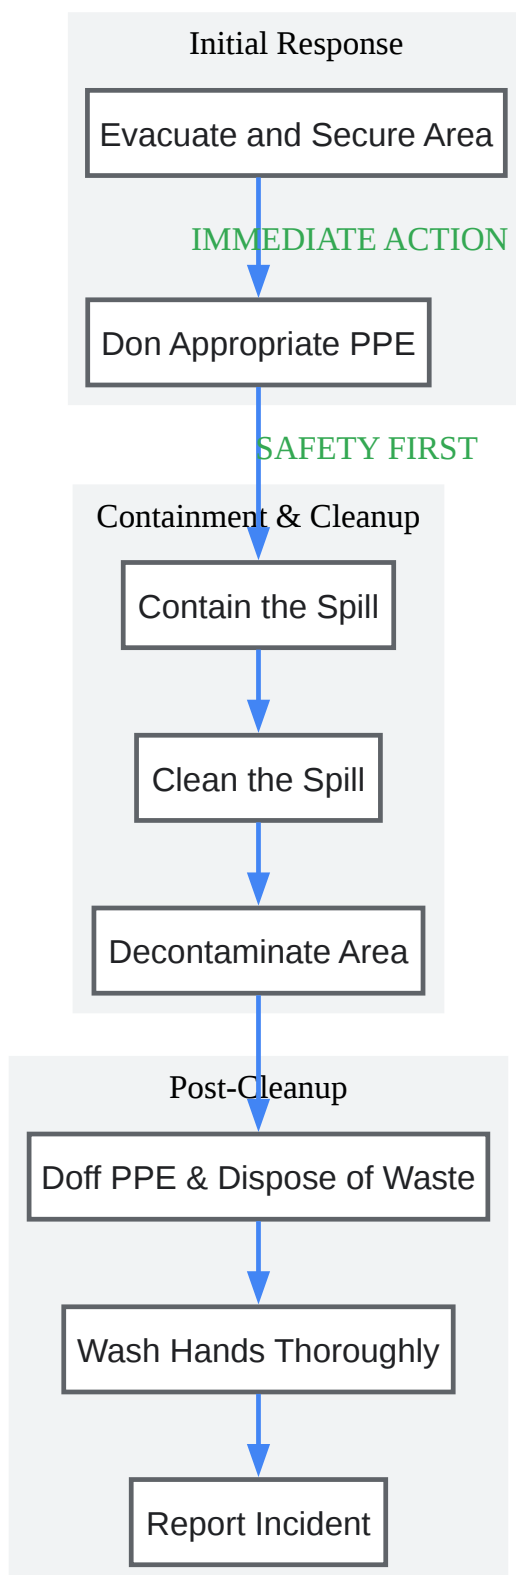 Initial Response
Evacuate and Secure Area
IMMEDIATE ACTION
Don Appropriate PPE
SAFETY FIRST
Containment & Cleanup
Contain the Spill
Clean the Spill
Decontaminate Area
Post-Cleanup
Doff PPE & Dispose of Waste
Wash Hands Thoroughly
Report Incident